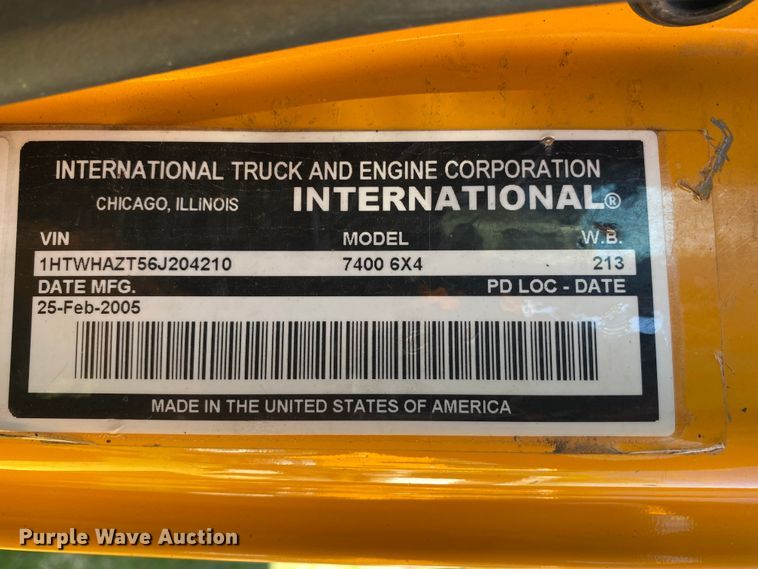 INTERNATIONAL TRUCK AND ENGINE CORPORATION
CHICAGO, ILLINOIS INTERNATIONAL®
VIN MODEL W.B.
1HTWHAZT56J204210 7400 6X4 213
DATE MFG. PD LOC - DATE
25-Feb-2005
MADE IN THE UNITED STATES OF AMERICA
Purple Wave Auction